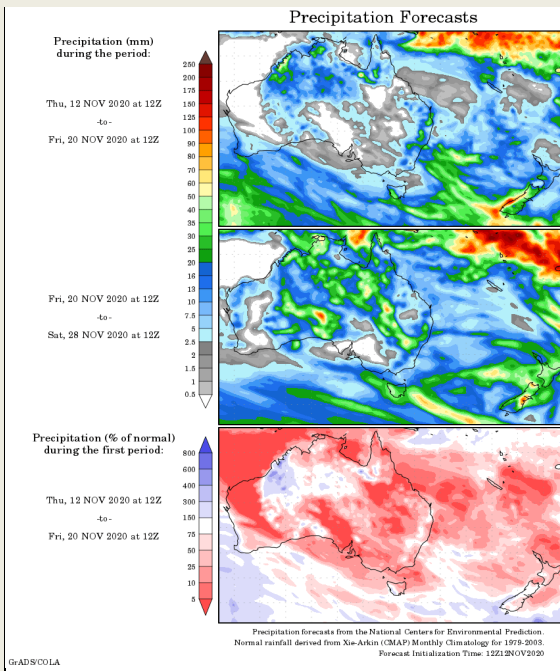 Precipitation Forecasts
Precipitation (mm)
during the period:
Thu, 12 NOV 2020 at 12Z
-to-
Fri, 20 NOV 2020 at 12Z
250
200
175
150
125
100
90
80
70
60
50
40
35
30
25
20
16
13
10
7.5
5
2.5
2
1.5
1
0.5
Fri, 20 NOV 2020 at 12Z
-to-
Sat, 28 NOV 2020 at 12Z
Precipitation (% of normal)
during the first period:
800
600
400
300
150
75
50
25
10
5
Thu, 12 NOV 2020 at 12Z
-to-
Fri, 20 NOV 2020 at 12Z
Precipitation forecasts from the National Centers for Environmental Prediction.
Normal rainfall derived from Xie-Arkin (CMAP) Monthly Climatology for 1979-2003.
Forecast Initialization Time: 12Z12NOV2020
GrADS/COLA